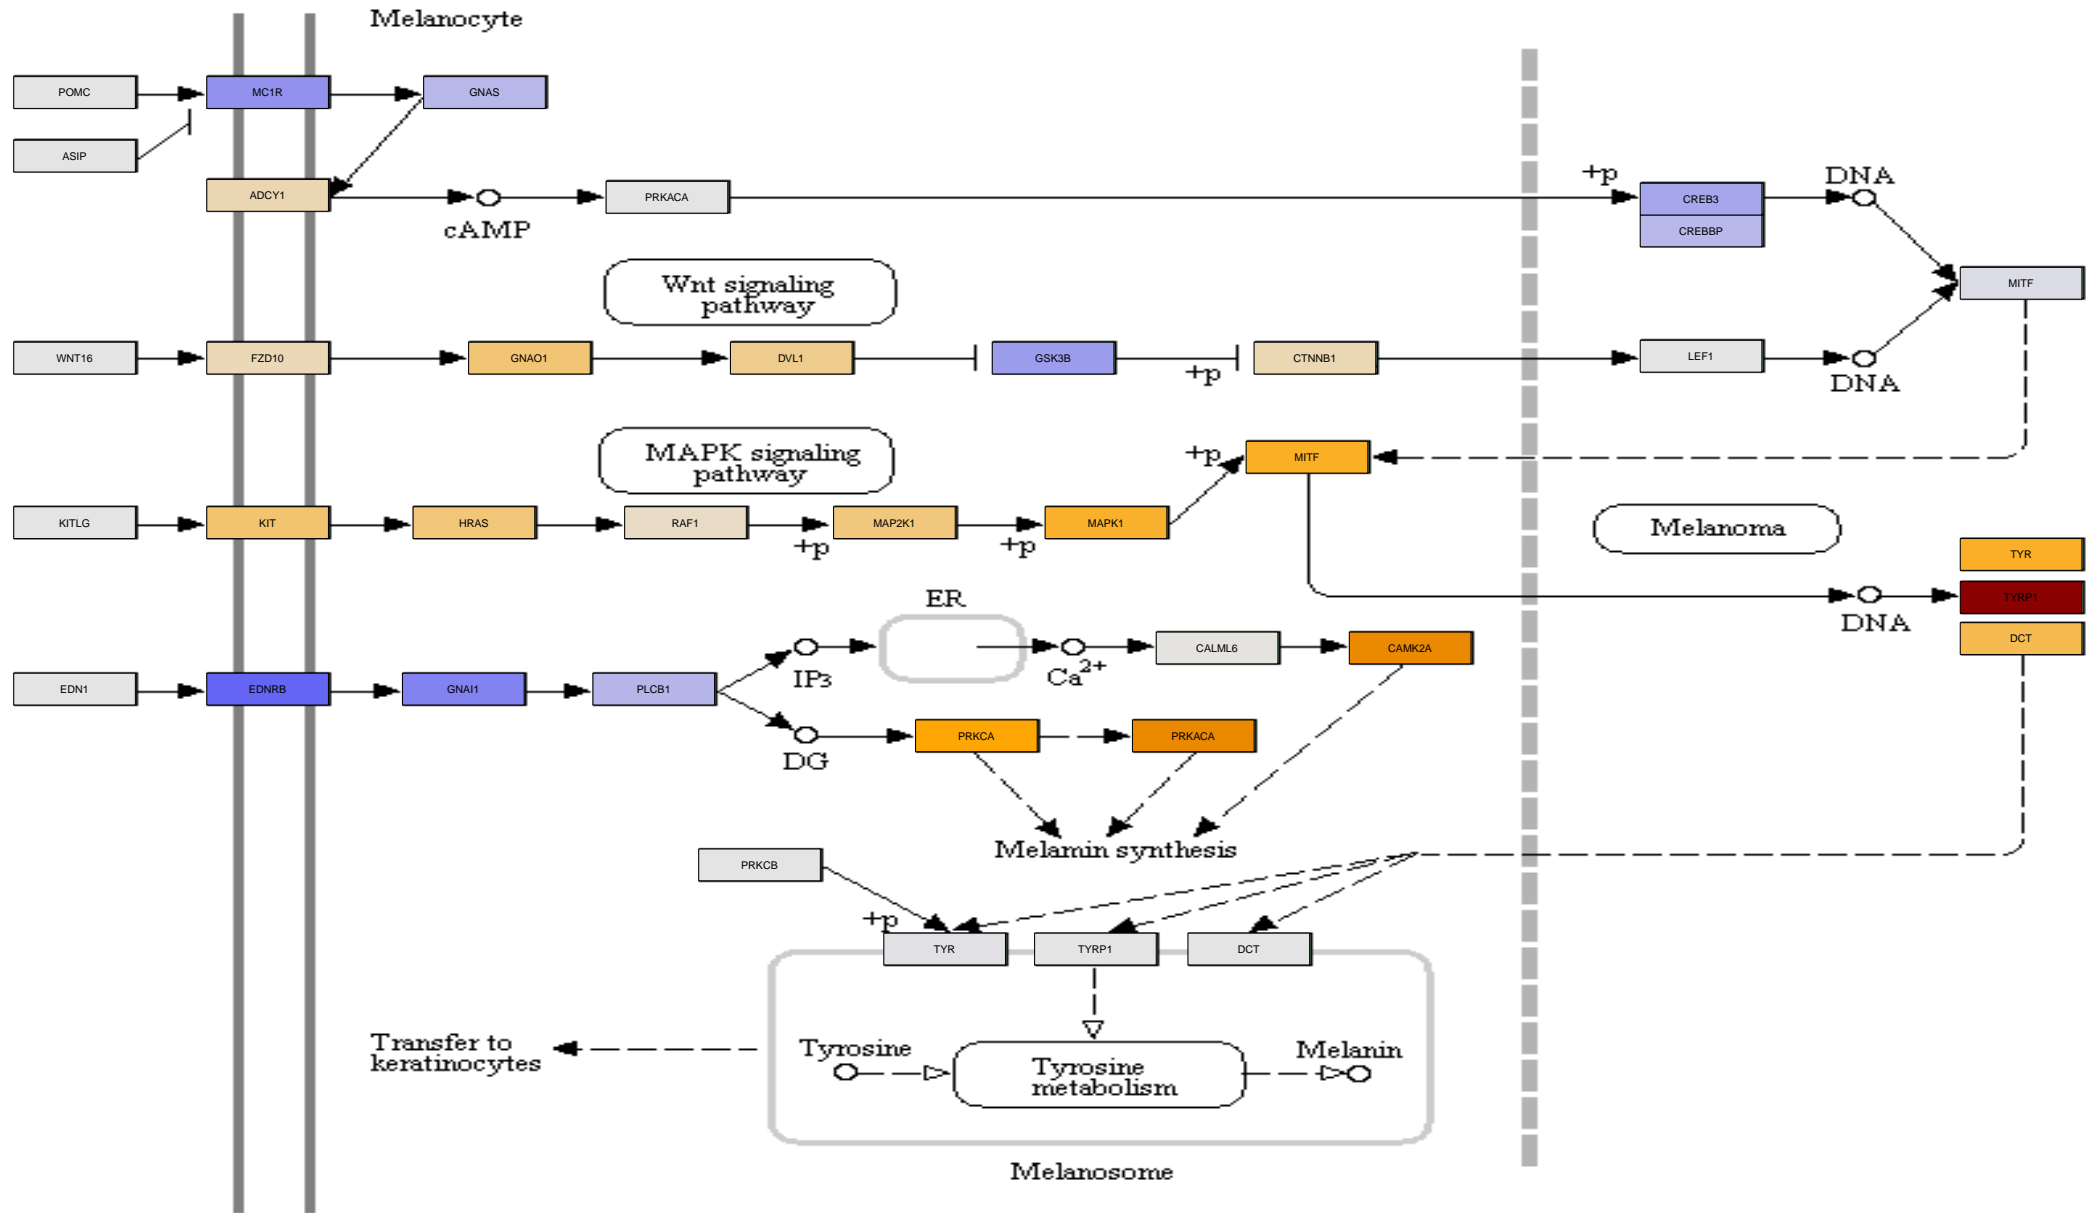 Melanocyte
POMC
MC1R
GNAS
ASIP
ADCY1
cAMP
PRKACA
+p
CREB3
CREBBP
DNA
MITF
Wnt signaling
pathway
WNT16
FZD10
GNAO1
DVL1
GSK3B
+p
CTNNB1
LEF1
DNA
MAPK signaling
pathway
+p
MITF
KITLG
KIT
HRAS
RAF1
+p
MAP2K1
+p
MAPK1
Melanoma
TYR
TYRP1
DCT
DNA
ER
IP3
Ca2+
CALML6
CAMK2A
EDN1
EDNRB
GNAI1
PLCB1
DG
PRKCA
PRKACA
Melamin synthesis
PRKCB
+p
TYR
TYRP1
DCT
Transfer to
keratinocytes
Tyrosine
Tyrosine
metabolism
Melanin
Melanosome